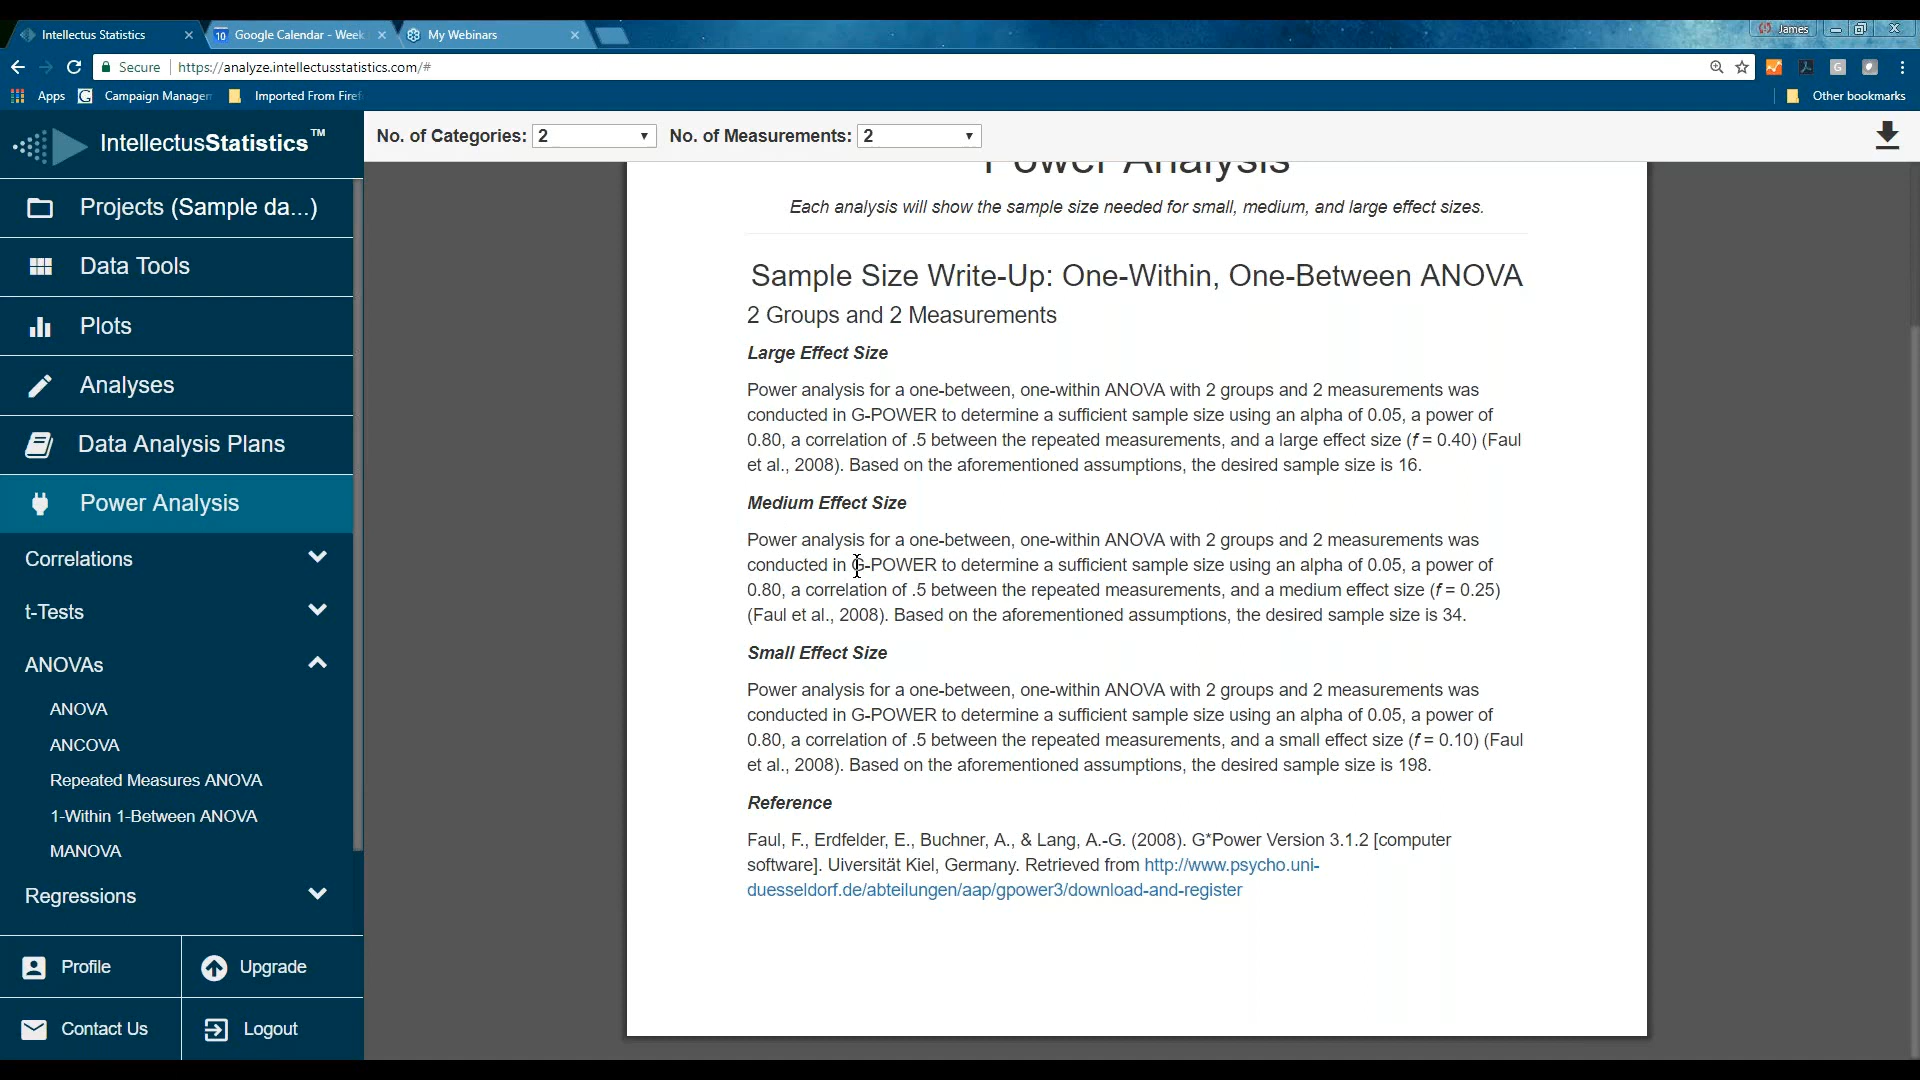 Intellectus Statistics
Google Calendar - Week
My Webinars
James
Secure
https://analyze.intellectusstatistics.com/#
Apps
Campaign Manager
Imported From Firef
Other bookmarks
IntellectusStatistics™
No. of Categories: 2
No. of Measurements: 2
Projects (Sample da...)
Data Tools
Plots
Analyses
Data Analysis Plans
Power Analysis
Correlations
t-Tests
ANOVAs
ANOVA
ANCOVA
Repeated Measures ANOVA
1-Within 1-Between ANOVA
MANOVA
Regressions
Profile
Upgrade
Contact Us
Logout
Power Analysis
Each analysis will show the sample size needed for small, medium, and large effect sizes.
Sample Size Write-Up: One-Within, One-Between ANOVA
2 Groups and 2 Measurements
Large Effect Size
Power analysis for a one-between, one-within ANOVA with 2 groups and 2 measurements was
conducted in G-POWER to determine a sufficient sample size using an alpha of 0.05, a power of
0.80, a correlation of .5 between the repeated measurements, and a large effect size (f = 0.40) (Faul
et al., 2008). Based on the aforementioned assumptions, the desired sample size is 16.
Medium Effect Size
Power analysis for a one-between, one-within ANOVA with 2 groups and 2 measurements was
conducted in G-POWER to determine a sufficient sample size using an alpha of 0.05, a power of
0.80, a correlation of .5 between the repeated measurements, and a medium effect size (f = 0.25)
(Faul et al., 2008). Based on the aforementioned assumptions, the desired sample size is 34.
Small Effect Size
Power analysis for a one-between, one-within ANOVA with 2 groups and 2 measurements was
conducted in G-POWER to determine a sufficient sample size using an alpha of 0.05, a power of
0.80, a correlation of .5 between the repeated measurements, and a small effect size (f = 0.10) (Faul
et al., 2008). Based on the aforementioned assumptions, the desired sample size is 198.
Reference
Faul, F., Erdfelder, E., Buchner, A., & Lang, A.-G. (2008). G*Power Version 3.1.2 [computer
software]. Uiversität Kiel, Germany. Retrieved from http://www.psycho.uni-
duesseldorf.de/abteilungen/aap/gpower3/download-and-register